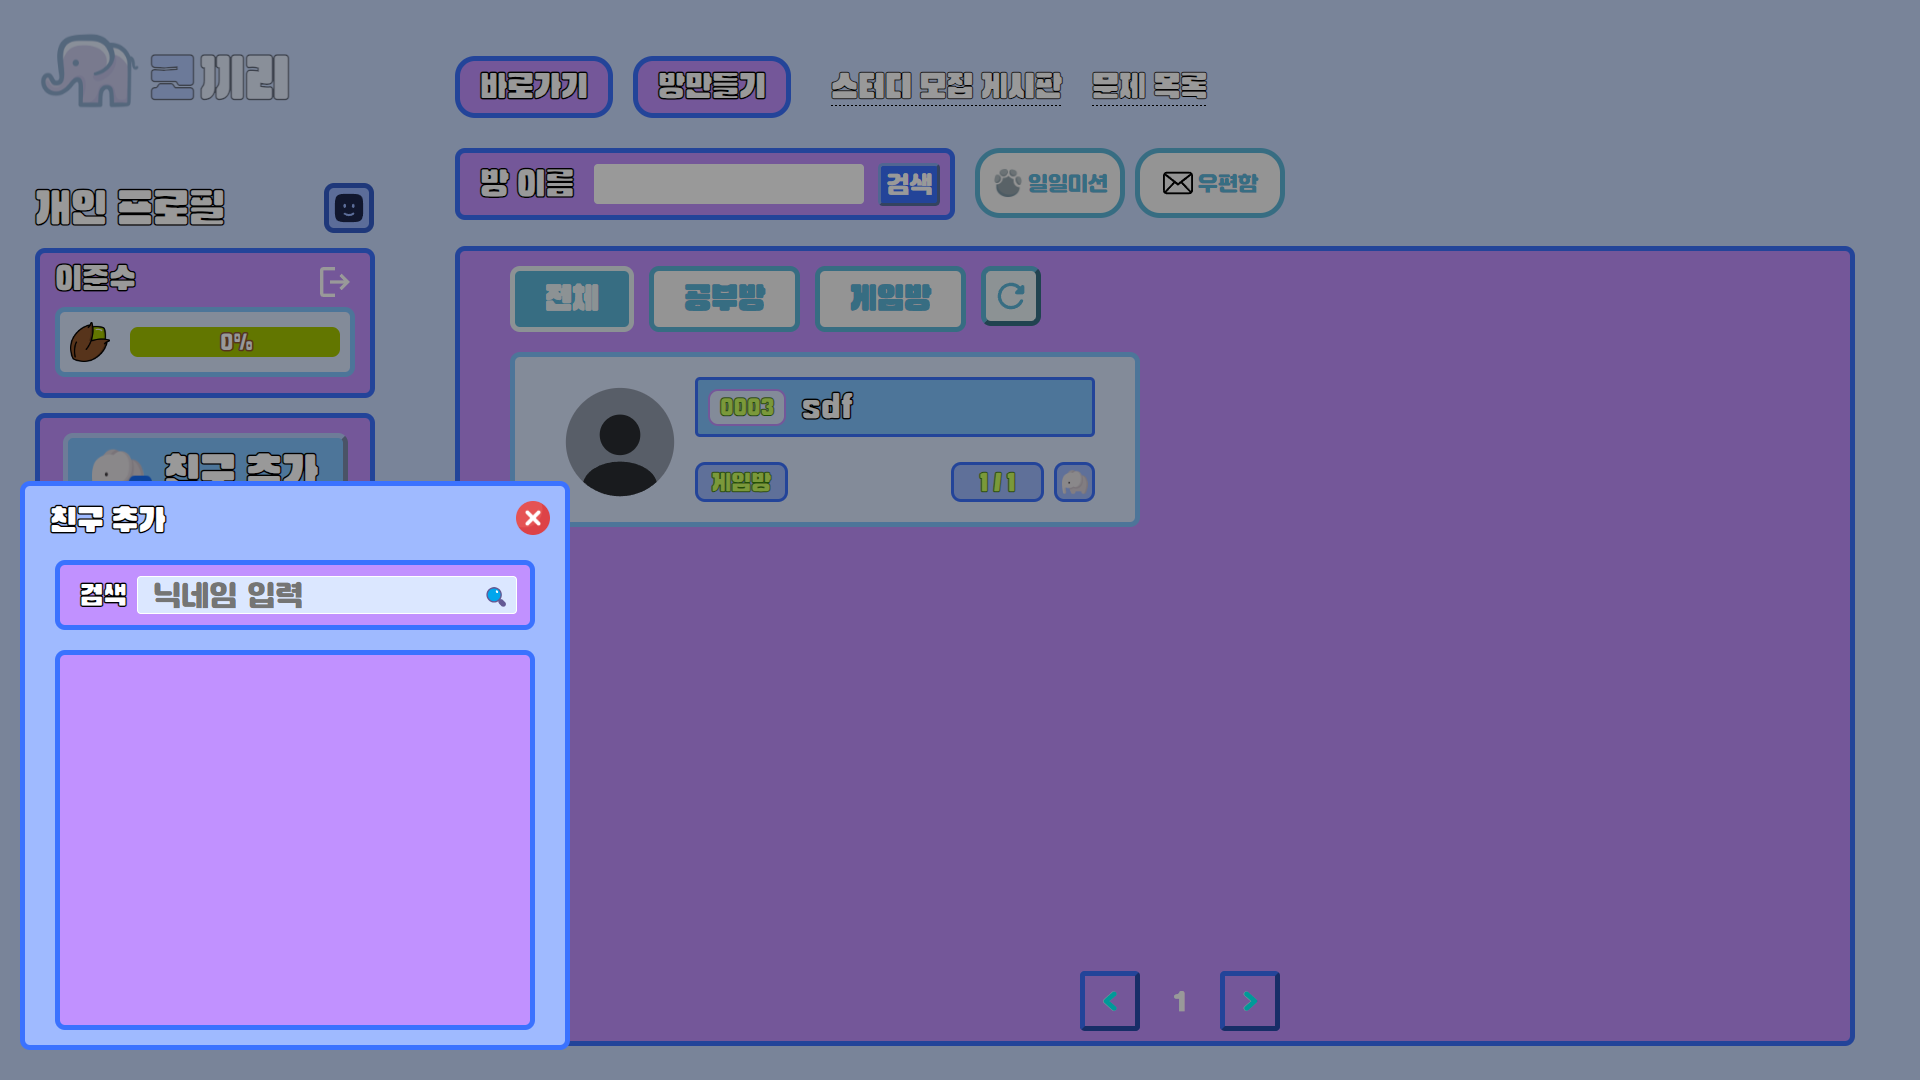 코끼리
바로가기
방만들기
스터디 모집 게시판
문제 목록
방 이름
검색
일일미션
우편함
개인 프로필
이준수
0%
친구 추가
전체
공부방
게임방
0003
sdf
게임방
1 / 1
친구 추가
검색
닉네임 입력
1